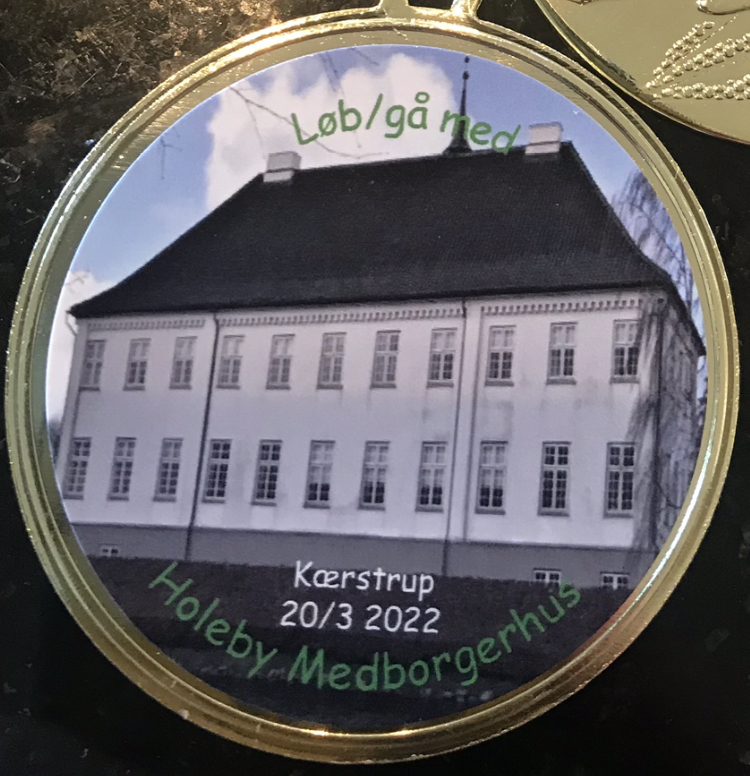 Løb/gå med
Kærstrup
20/3 2022
Holeby Medborgerhus